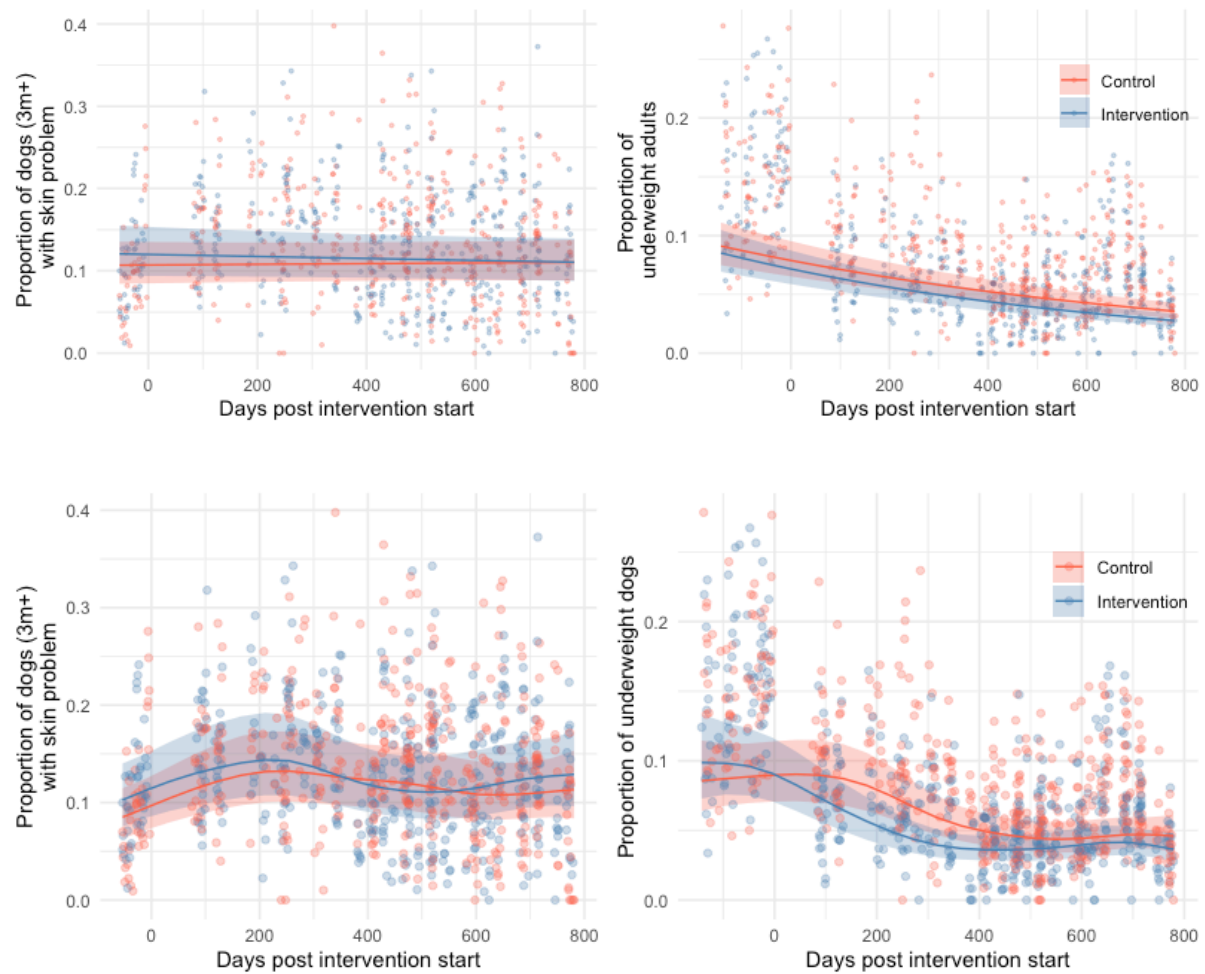 Proportion of dogs (3m+)
with skin problem
0.4
0.3
0.2
0.1
0.0
0
200
400
600
800
Days post intervention start
Proportion of
underweight adults
0.2
0.1
0.0
0
200
400
600
800
Days post intervention start
Control
Intervention
Proportion of dogs (3m+)
with skin problem
0.4
0.3
0.2
0.1
0.0
0
200
400
600
800
Days post intervention start
Proportion of underweight dogs
0.2
0.1
0.0
0
200
400
600
800
Days post intervention start
Control
Intervention